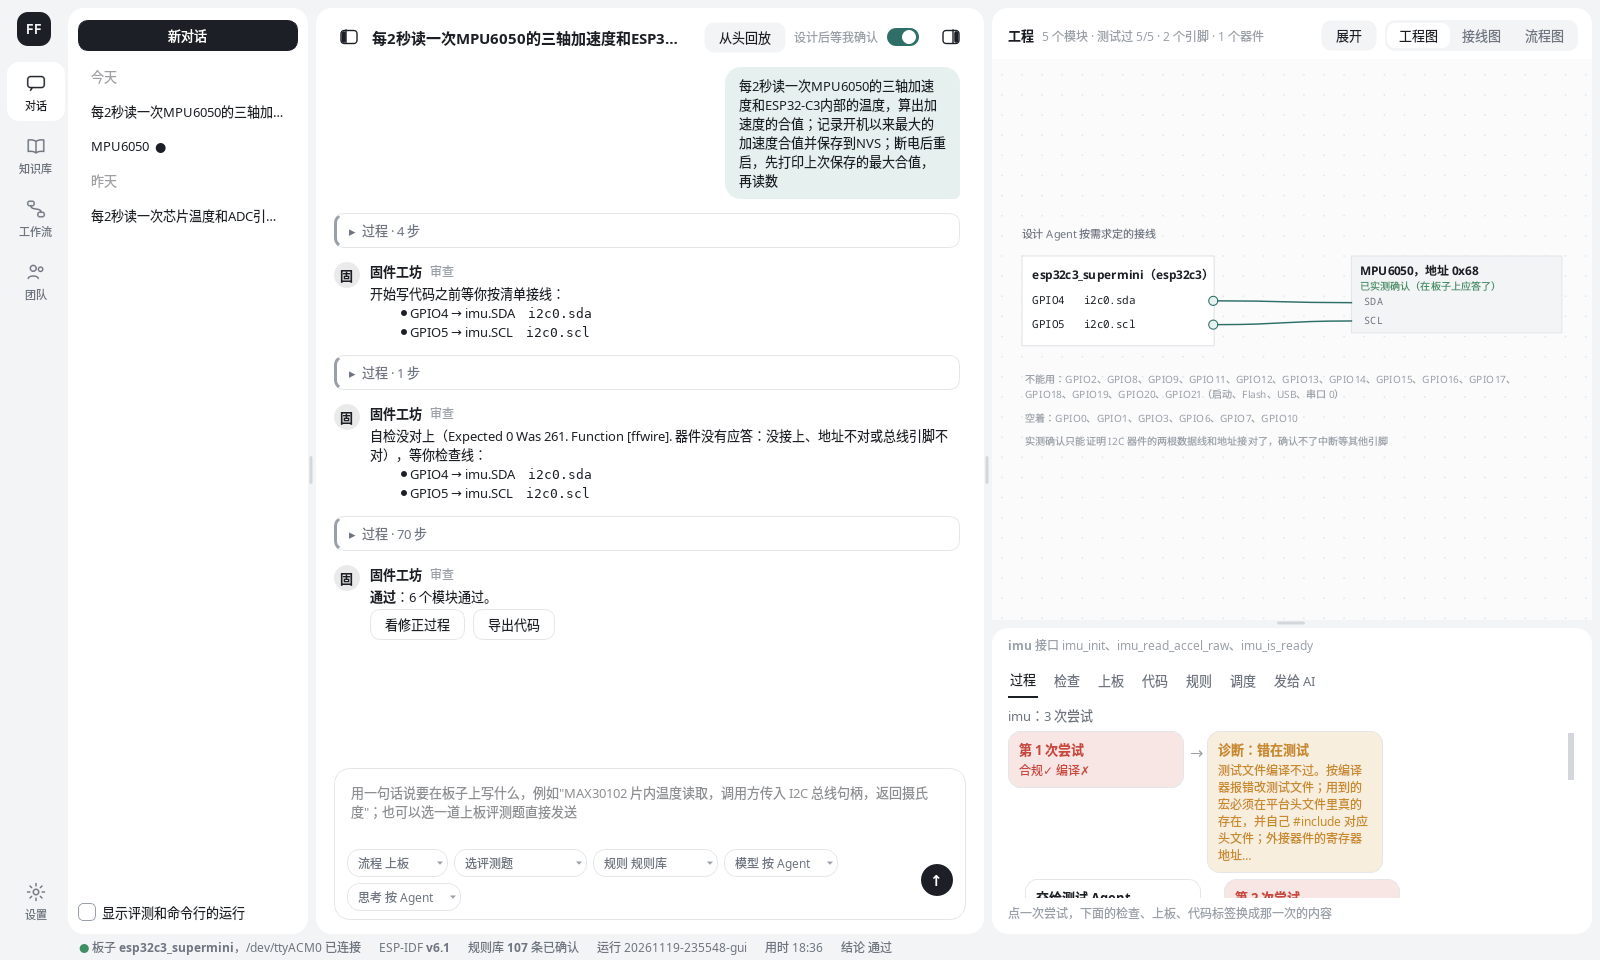 FF
对话
知识库
工作流
团队
设置
新对话
今天
每2秒读一次MPU6050的三轴加...
MPU6050 ●
昨天
每2秒读一次芯片温度和ADC引...
显示评测和命令行的运行
每2秒读一次MPU6050的三轴加速度和ESP3...
从头回放
设计后等我确认
每2秒读一次MPU6050的三轴加速
度和ESP32-C3内部的温度，算出加
速度的合值；记录开机以来最大的
加速度合值并保存到NVS；断电后重
启，先打印上次保存的最大合值，
再读数
▸ 过程 · 4 步
固 固件工坊 审查
开始写代码之前等你按清单接线：
● GPIO4 → imu.SDA i2c0.sda
● GPIO5 → imu.SCL i2c0.scl
▸ 过程 · 1 步
固 固件工坊 审查
自检没对上（Expected 0 Was 261. Function [ffwire]. 器件没有应答：没接上、地址不对或总线引脚不
对），等你检查线：
● GPIO4 → imu.SDA i2c0.sda
● GPIO5 → imu.SCL i2c0.scl
▸ 过程 · 70 步
固 固件工坊 审查
通过：6 个模块通过。
看修正过程 导出代码
用一句话说要在板子上写什么，例如"MAX30102 片内温度读取，调用方传入 I2C 总线句柄，返回摄氏
度"；也可以选一道上板评测题直接发送
流程 上板 选评测题 规则 规则库 模型 按 Agent
思考 按 Agent
↑
工程 5 个模块 · 测试过 5/5 · 2 个引脚 · 1 个器件
展开 工程图 接线图 流程图
设计 Agent 按需求定的接线
esp32c3_supermini（esp32c3）
GPIO4 i2c0.sda
GPIO5 i2c0.scl
MPU6050，地址 0x68
已实测确认（在板子上应答了）
SDA
SCL
不能用：GPIO2、GPIO8、GPIO9、GPIO11、GPIO12、GPIO13、GPIO14、GPIO15、GPIO16、GPIO17、
GPIO18、GPIO19、GPIO20、GPIO21（启动、Flash、USB、串口 0）
空着：GPIO0、GPIO1、GPIO3、GPIO6、GPIO7、GPIO10
实测确认只能证明 I2C 器件的两根数据线和地址接对了，确认不了中断等其他引脚
imu 接口 imu_init、imu_read_accel_raw、imu_is_ready
过程 检查 上板 代码 规则 调度 发给 AI
imu：3 次尝试
第 1 次尝试
合规✓ 编译✗
→
诊断：错在测试
测试文件编译不过。按编译
器报错改测试文件；用到的
宏必须在平台头文件里真的
存在，并自己 #include 对应
头文件；外接器件的寄存器
地址...
交给测试 Agent
第 2 次尝试
点一次尝试，下面的检查、上板、代码标签换成那一次的内容
● 板子 esp32c3_supermini，/dev/ttyACM0 已连接 ESP-IDF v6.1 规则库 107 条已确认 运行 20261119-235548-gui 用时 18:36 结论 通过